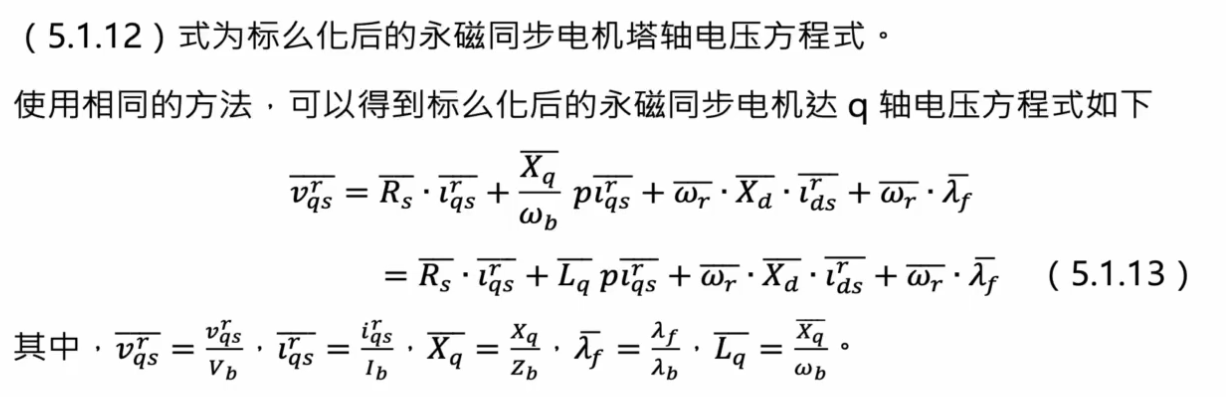 （5.1.12）式为标么化后的永磁同步电机塔轴电压方程式。
使用相同的方法，可以得到标么化后的永磁同步电机达 q 轴电压方程式如下
$\overline{v_{qs}^r} = \overline{R_s} \cdot \overline{i_{qs}^r} + \frac{\overline{X_q}}{\omega_b} p\overline{i_{qs}^r} + \overline{\omega_r} \cdot \overline{X_d} \cdot \overline{i_{ds}^r} + \overline{\omega_r} \cdot \overline{\lambda_f}$
$= \overline{R_s} \cdot \overline{i_{qs}^r} + \overline{L_q}\, p\overline{i_{qs}^r} + \overline{\omega_r} \cdot \overline{X_d} \cdot \overline{i_{ds}^r} + \overline{\omega_r} \cdot \overline{\lambda_f}$ （5.1.13）
其中，$\overline{v_{qs}^r} = \frac{v_{qs}^r}{V_b}$，$\overline{i_{qs}^r} = \frac{i_{qs}^r}{I_b}$，$\overline{X_q} = \frac{X_q}{Z_b}$，$\overline{\lambda_f} = \frac{\lambda_f}{\lambda_b}$，$\overline{L_q} = \frac{\overline{X_q}}{\omega_b}$。